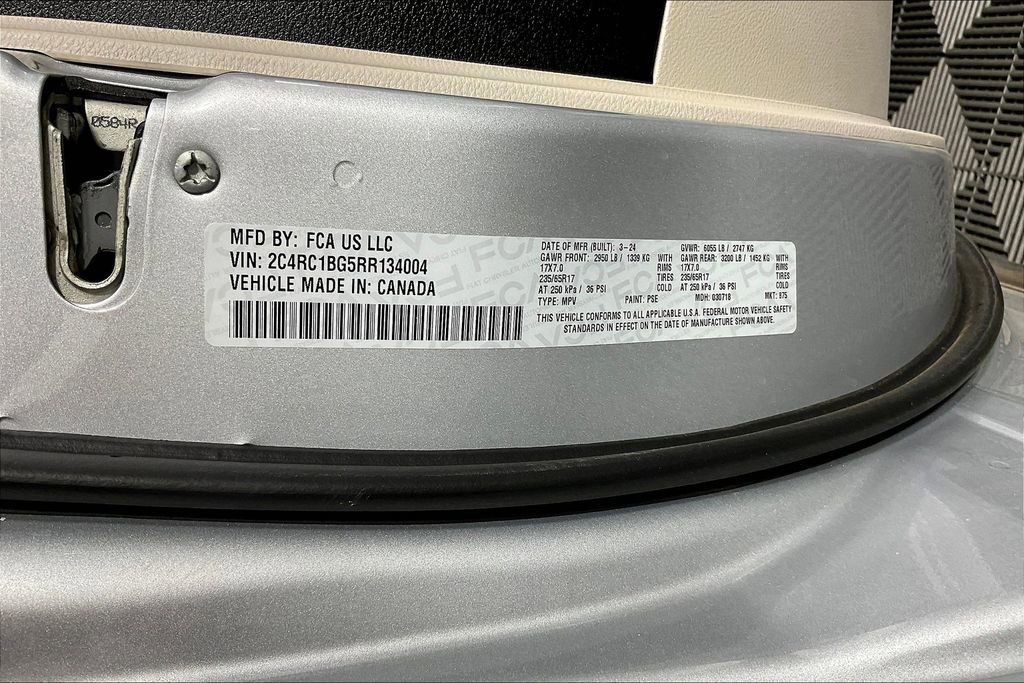 0584R
MFD BY: FCA US LLC
VIN: 2C4RC1BG5RR134004
VEHICLE MADE IN: CANADA
DATE OF MFR (BUILT): 3-24 GVWR: 6055 LB / 2747 KG
GAWR FRONT: 2950 LB / 1339 KG WITH GAWR REAR: 3200 LB / 1452 KG WITH
17X7.0 RIMS 17X7.0 RIMS
235/65R17 TIRES 235/65R17 TIRES
AT 250 kPa / 36 PSI COLD AT 250 kPa / 36 PSI COLD
TYPE: MPV PAINT: PSE MDH: 030718 MKT: 875
THIS VEHICLE CONFORMS TO ALL APPLICABLE U.S.A. FEDERAL MOTOR VEHICLE SAFETY
STANDARDS IN EFFECT ON THE DATE OF MANUFACTURE SHOWN ABOVE.